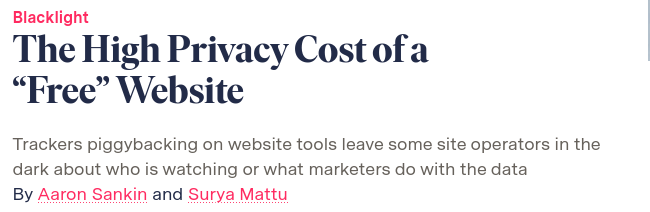 Blacklight
The High Privacy Cost of a
“Free” Website
Trackers piggybacking on website tools leave some site operators in the
dark about who is watching or what marketers do with the data
By Aaron Sankin and Surya Mattu